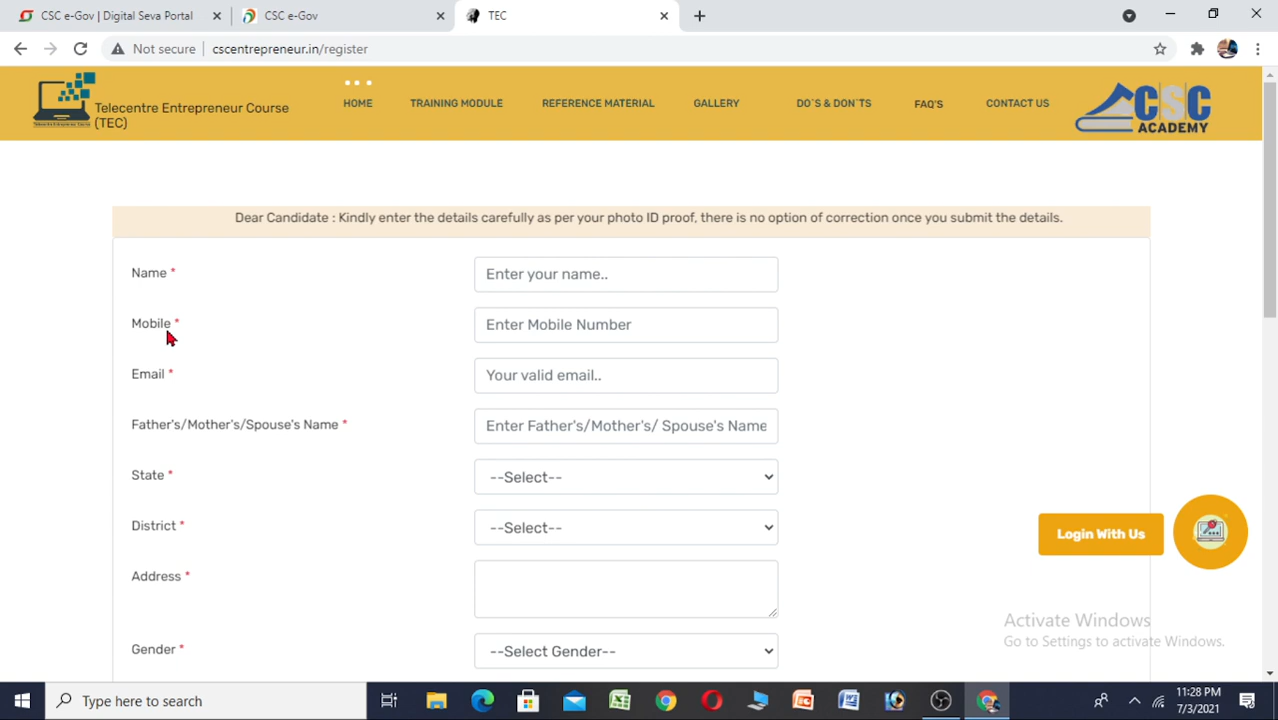 CSC e-Gov | Digital Seva Portal
CSC e-Gov
TEC
Not secure
cscentrepreneur.in/register
Telecentre Entrepreneur Course
(TEC)
HOME
TRAINING MODULE
REFERENCE MATERIAL
GALLERY
DO`S & DON`TS
FAQ'S
CONTACT US
CSC
ACADEMY
Dear Candidate : Kindly enter the details carefully as per your photo ID proof, there is no option of correction once you submit the details.
Name *
Enter your name..
Mobile *
Enter Mobile Number
Email *
Your valid email..
Father's/Mother's/Spouse's Name *
Enter Father's/Mother's/ Spouse's Name
State *
--Select--
District *
--Select--
Login With Us
Address *
Activate Windows
Go to Settings to activate Windows.
Gender *
--Select Gender--
Type here to search
11:28 PM
7/3/2021